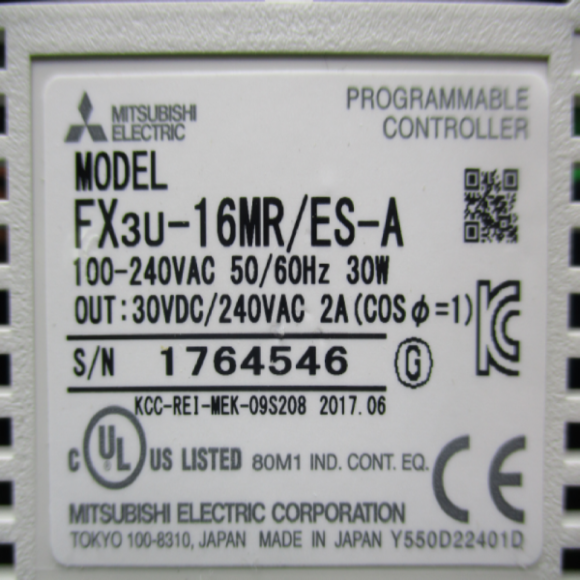 MITSUBISHI
ELECTRIC
PROGRAMMABLE
CONTROLLER
MODEL
FX3U-16MR/ES-A
100-240VAC 50/60Hz 30W
OUT:30VDC/240VAC 2A(COSφ=1)
S/N 1764546 G
KCC-REI-MEK-09S208 2017.06
C UL US LISTED 80M1 IND. CONT. EQ. CE
MITSUBISHI ELECTRIC CORPORATION
TOKYO 100-8310, JAPAN MADE IN JAPAN Y550D22401D